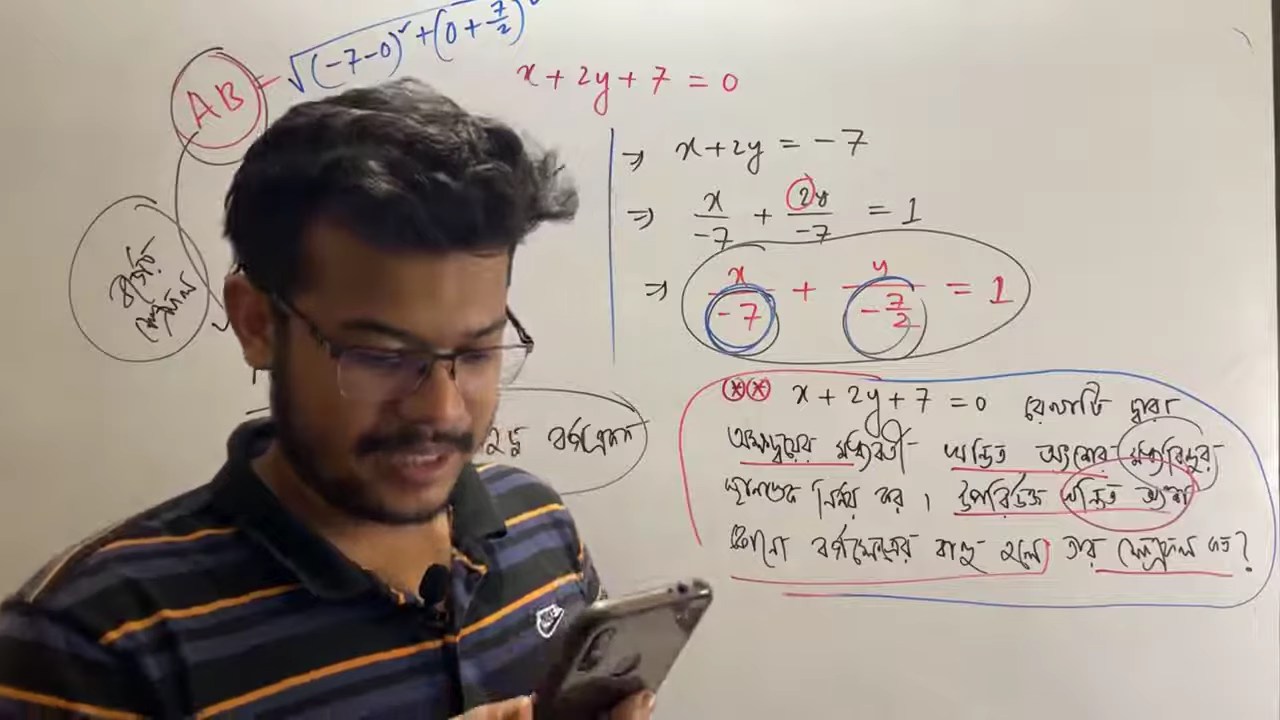 AB = √(-7-0)² + (0+7/2)²
x + 2y + 7 = 0
⇒ x + 2y = -7
⇒ x/-7 + 2y/-7 = 1
⇒ x/-7 + y/-7/2 = 1
x + 2y + 7 = 0 রেখাটি দ্বারা
অক্ষদ্বয়ের মধ্যবর্তী খন্ডিত অংশের মধ্যবিন্দুর
স্থানাঙ্ক নির্ণয় কর। উপরিউক্ত খন্ডিত অংশ
কোনো বর্গক্ষেত্রের বাহু হলে তার ক্ষেত্রফল কত?